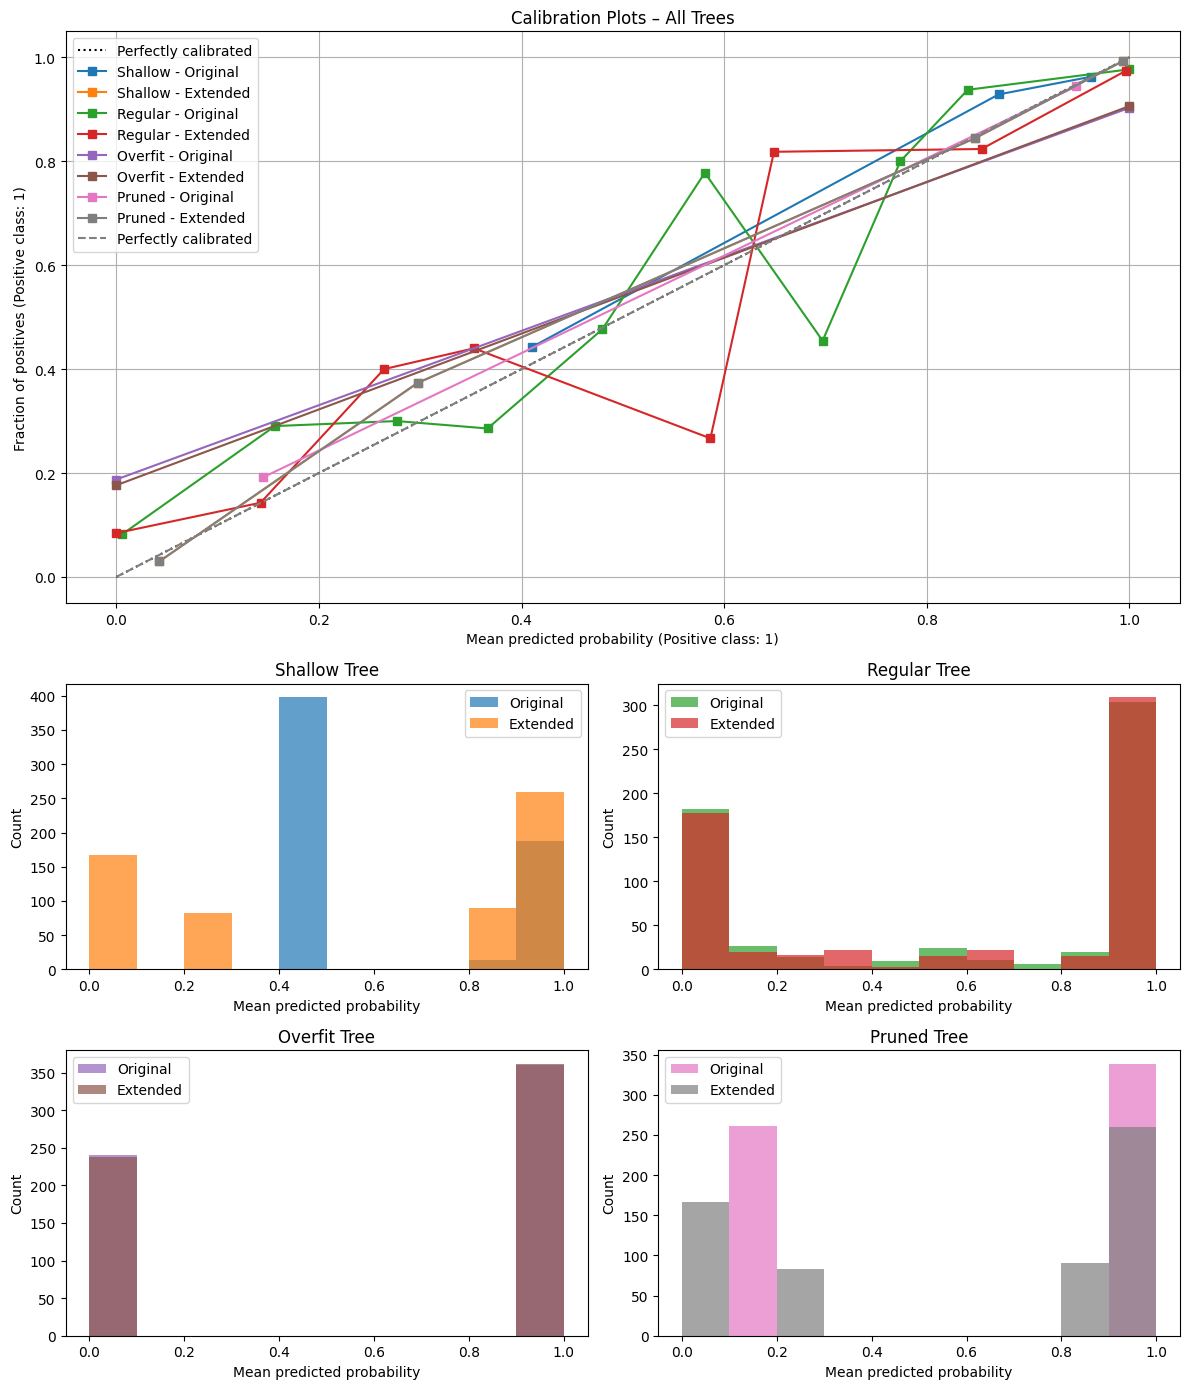 Calibration Plots – All Trees
Perfectly calibrated
Shallow - Original
Shallow - Extended
Regular - Original
Regular - Extended
Overfit - Original
Overfit - Extended
Pruned - Original
Pruned - Extended
Perfectly calibrated
Fraction of positives (Positive class: 1)
1.0
0.8
0.6
0.4
0.2
0.0
0.0 0.2 0.4 0.6 0.8 1.0
Mean predicted probability (Positive class: 1)
Shallow Tree
Original
Extended
Count
400
350
300
250
200
150
100
50
0
0.0 0.2 0.4 0.6 0.8 1.0
Mean predicted probability
Regular Tree
Original
Extended
Count
300
250
200
150
100
50
0
0.0 0.2 0.4 0.6 0.8 1.0
Mean predicted probability
Overfit Tree
Original
Extended
Count
350
300
250
200
150
100
50
0
0.0 0.2 0.4 0.6 0.8 1.0
Mean predicted probability
Pruned Tree
Original
Extended
Count
350
300
250
200
150
100
50
0
0.0 0.2 0.4 0.6 0.8 1.0
Mean predicted probability